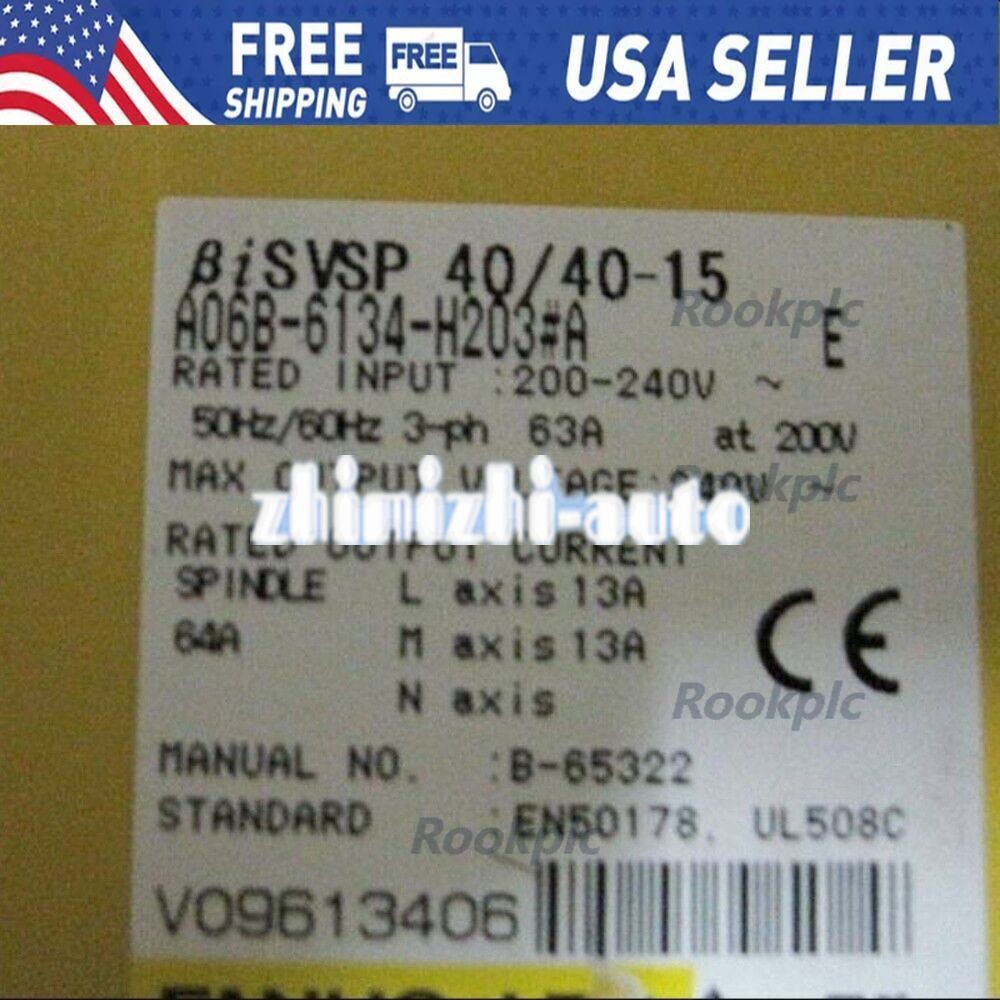 FREE SHIPPING FREE USA SELLER
βiSVSP 40/40-15
A06B-6134-H203#A E
Rookplc
RATED INPUT :200-240V ~
50Hz/60Hz 3-ph 63A at 200V
MAX OUTPUT VOLTAGE:240V ~
Rookplc
zhimizhi-auto
RATED OUTPUT CURRENT
SPINDLE L axis 13A
64A M axis 13A
N axis
CE
Rookplc
MANUAL NO. :B-65322
STANDARD :EN50178. UL508C
Rookplc
V09613406
FANUC